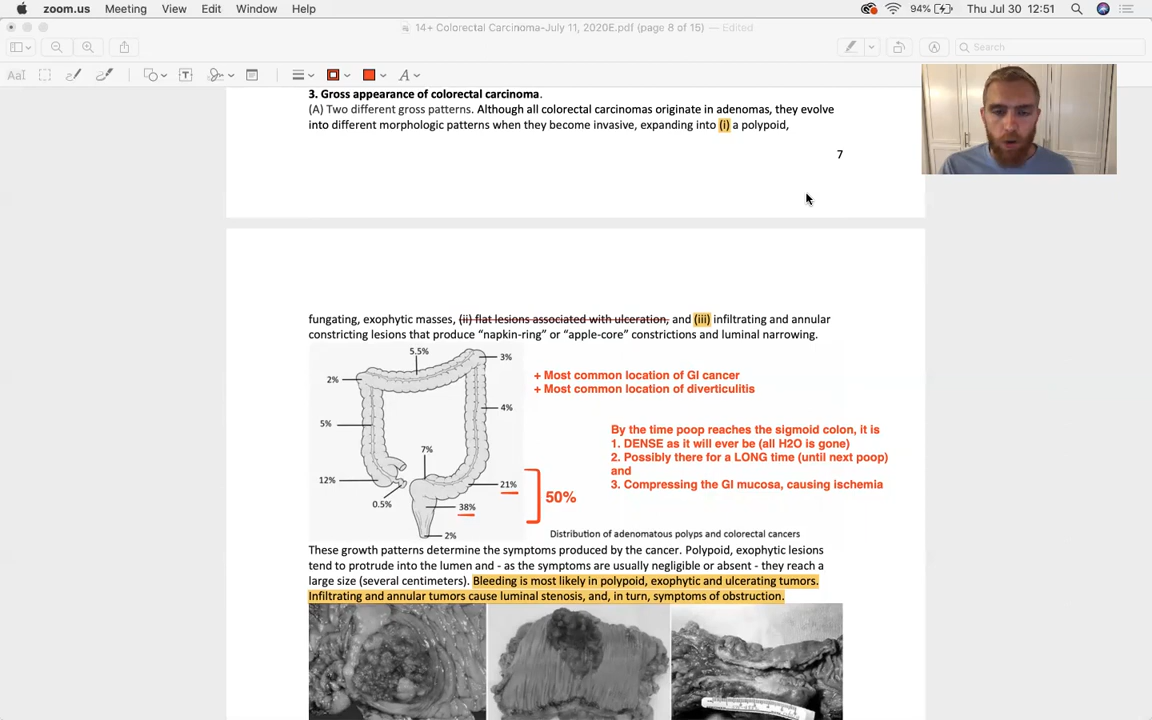 zoom.us Meeting View Edit Window Help 94% Thu Jul 30 12:51
14+ Colorectal Carcinoma-July 11, 2020E.pdf (page 8 of 15) — Edited
Search
AaI T A
3. Gross appearance of colorectal carcinoma.
(A) Two different gross patterns. Although all colorectal carcinomas originate in adenomas, they evolve
into different morphologic patterns when they become invasive, expanding into (i) a polypoid,
7
fungating, exophytic masses, (ii) flat lesions associated with ulceration, and (iii) infiltrating and annular
constricting lesions that produce “napkin-ring” or “apple-core” constrictions and luminal narrowing.
5.5%
3%
2%
+ Most common location of GI cancer
+ Most common location of diverticulitis
4%
5%
By the time poop reaches the sigmoid colon, it is
1. DENSE as it will ever be (all H2O is gone)
2. Possibly there for a LONG time (until next poop)
and
3. Compressing the GI mucosa, causing ischemia
7%
12%
21%
50%
0.5%
38%
2%
Distribution of adenomatous polyps and colorectal cancers
These growth patterns determine the symptoms produced by the cancer. Polypoid, exophytic lesions
tend to protrude into the lumen and - as the symptoms are usually negligible or absent - they reach a
large size (several centimeters). Bleeding is most likely in polypoid, exophytic and ulcerating tumors.
Infiltrating and annular tumors cause luminal stenosis, and, in turn, symptoms of obstruction.